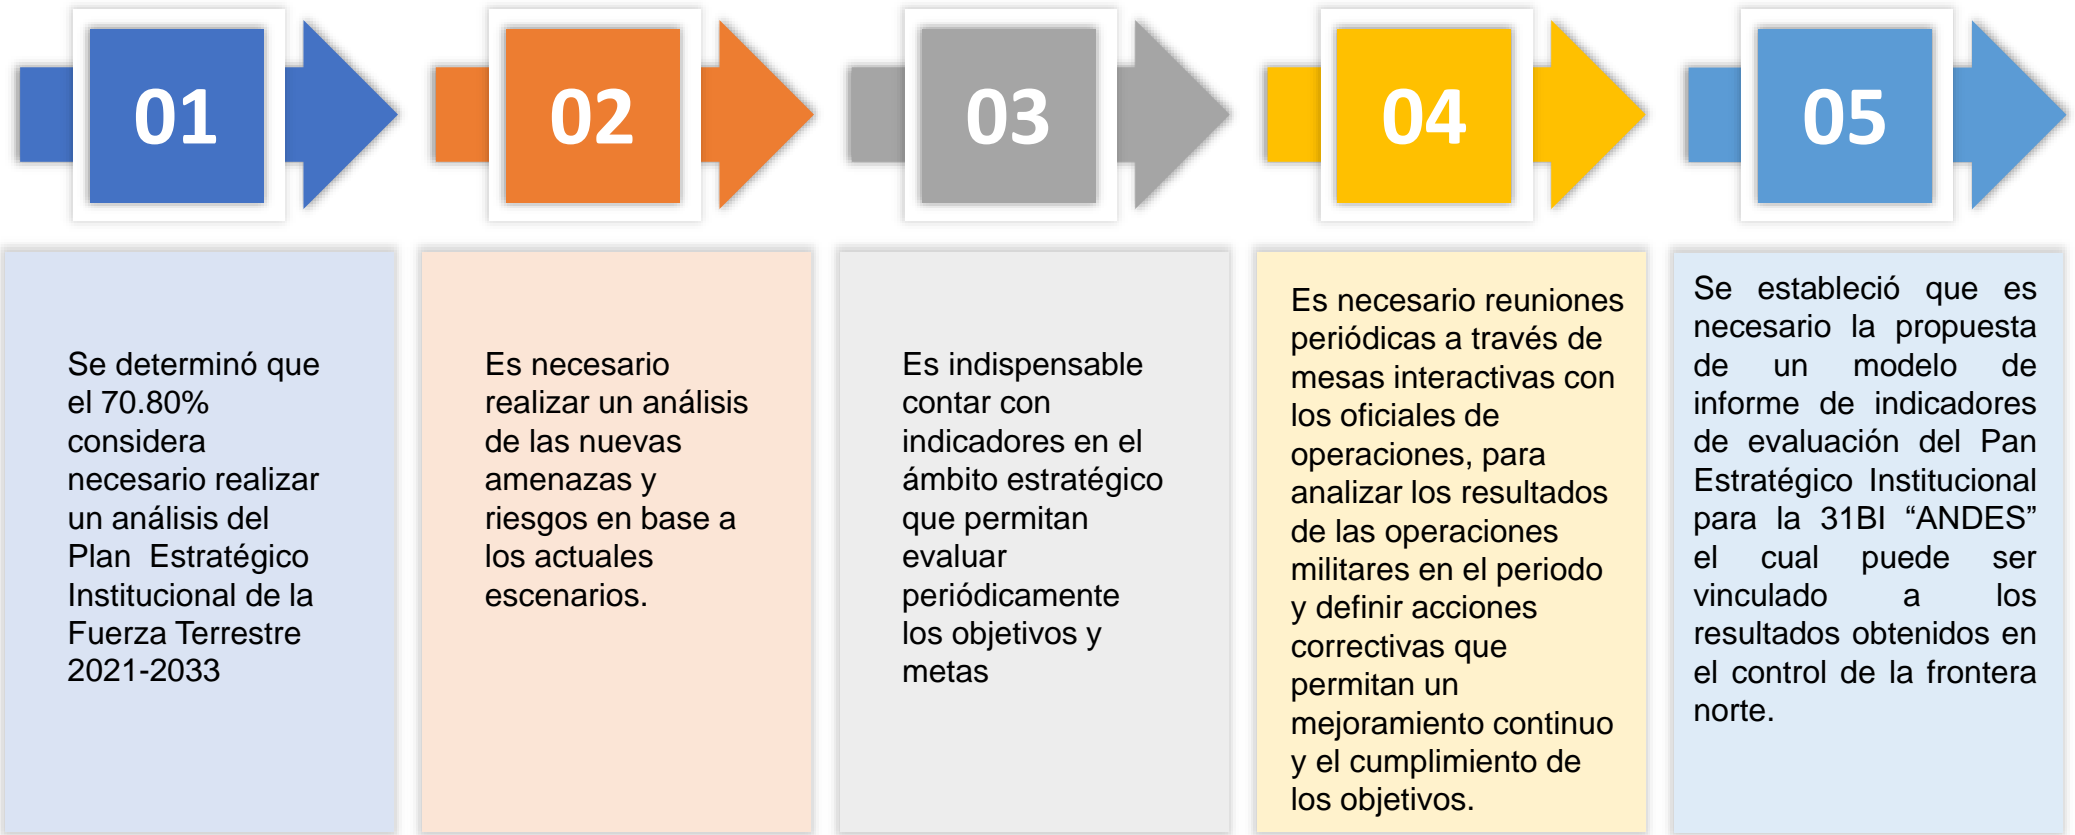 01
02
03
04
05
Se determinó que
el 70.80%
considera
necesario realizar
un análisis del
Plan Estratégico
Institucional de la
Fuerza Terrestre
2021-2033
Es necesario
realizar un análisis
de las nuevas
amenazas y
riesgos en base a
los actuales
escenarios.
Es indispensable
contar con
indicadores en el
ámbito estratégico
que permitan
evaluar
periódicamente
los objetivos y
metas
Es necesario reuniones
periódicas a través de
mesas interactivas con
los oficiales de
operaciones, para
analizar los resultados
de las operaciones
militares en el periodo
y definir acciones
correctivas que
permitan un
mejoramiento continuo
y el cumplimiento de
los objetivos.
Se estableció que es
necesario la propuesta
de un modelo de
informe de indicadores
de evaluación del Pan
Estratégico Institucional
para la 31BI “ANDES”
el cual puede ser
vinculado a los
resultados obtenidos en
el control de la frontera
norte.